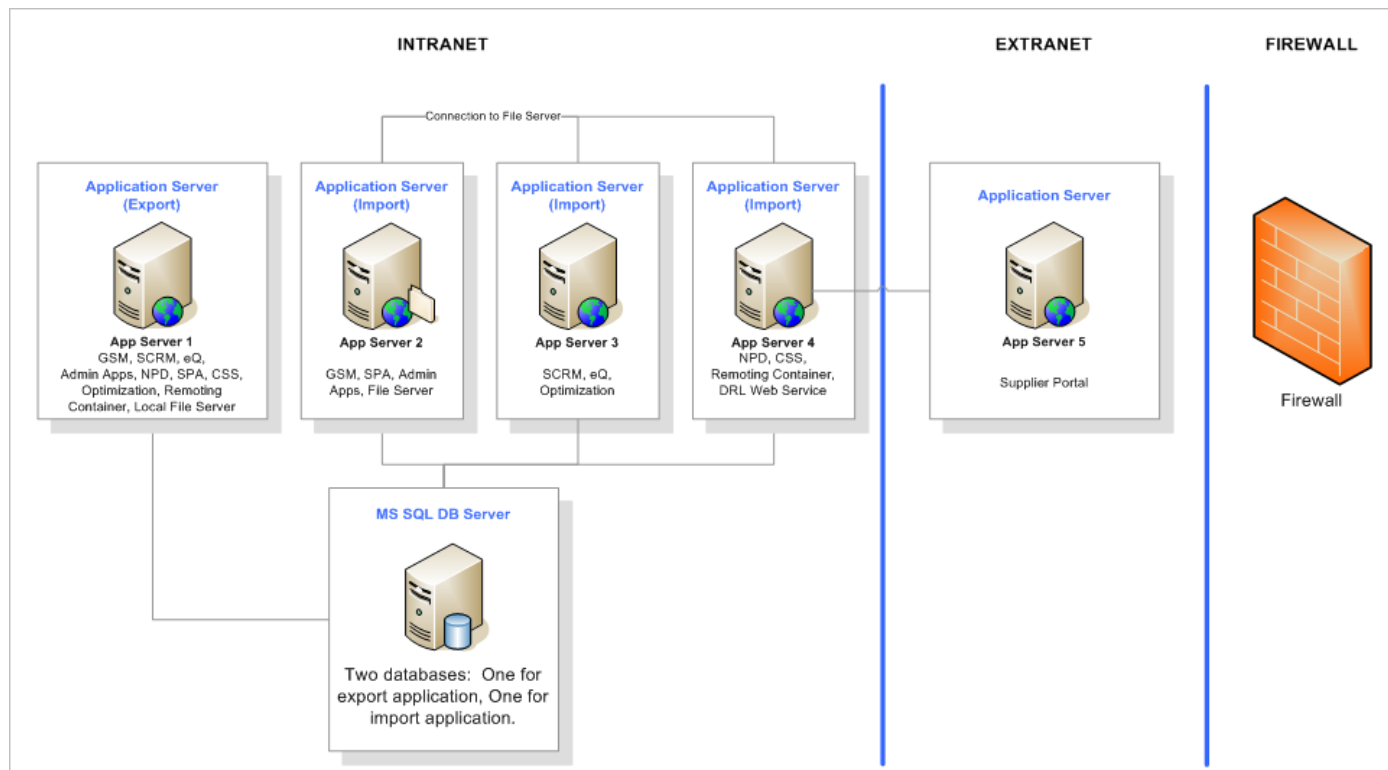 INTRANET
EXTRANET
FIREWALL
Connection to File Server
Application Server
(Export)
App Server 1
GSM, SCRM, eQ,
Admin Apps, NPD, SPA, CSS,
Optimization, Remoting
Container, Local File Server
Application Server
(Import)
App Server 2
GSM, SPA, Admin
Apps, File Server
Application Server
(Import)
App Server 3
SCRM, eQ,
Optimization
Application Server
(Import)
App Server 4
NPD, CSS,
Remoting Container,
DRL Web Service
Application Server
App Server 5
Supplier Portal
Firewall
MS SQL DB Server
Two databases: One for
export application, One for
import application.